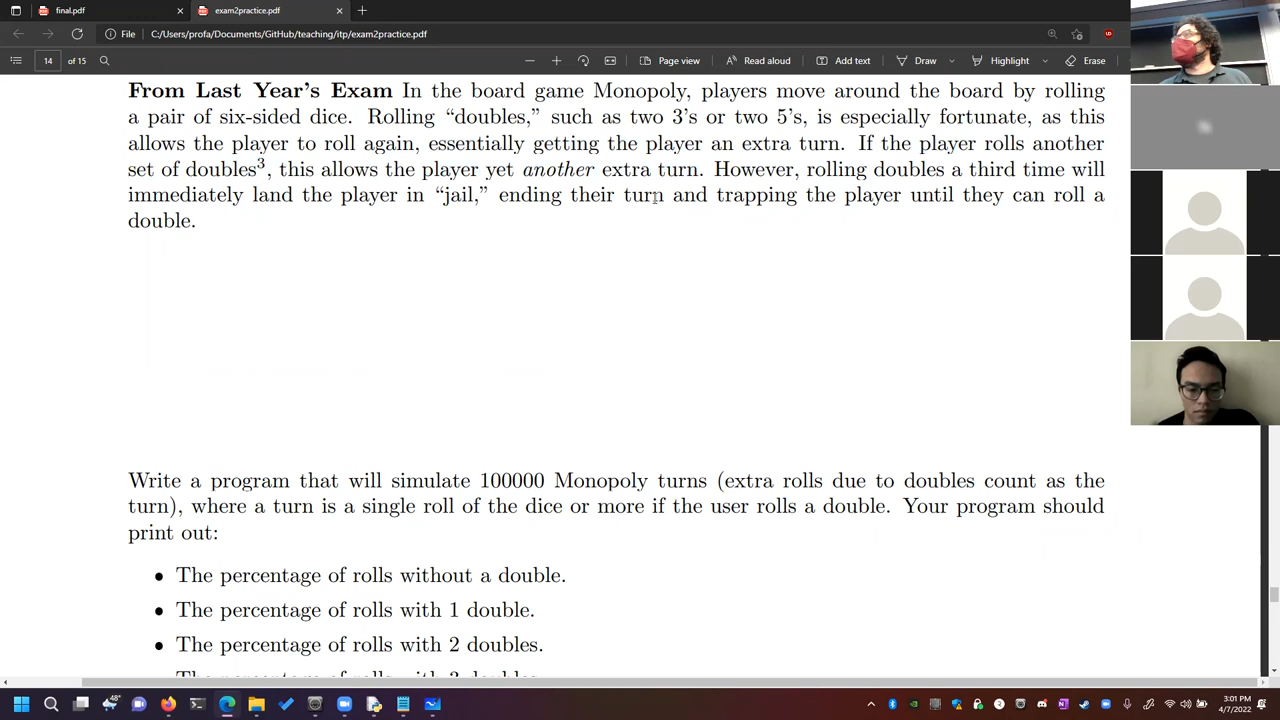 final.pdf
exam2practice.pdf
File
C:/Users/profa/Documents/GitHub/teaching/itp/exam2practice.pdf
14 of 15
Page view
Read aloud
Add text
Draw
Highlight
Erase
From Last Year's Exam In the board game Monopoly, players move around the board by rolling
a pair of six-sided dice. Rolling “doubles,” such as two 3's or two 5's, is especially fortunate, as this
allows the player to roll again, essentially getting the player an extra turn. If the player rolls another
set of doubles³, this allows the player yet another extra turn. However, rolling doubles a third time will
immediately land the player in “jail,” ending their turn and trapping the player until they can roll a
double.
Write a program that will simulate 100000 Monopoly turns (extra rolls due to doubles count as the
turn), where a turn is a single roll of the dice or more if the user rolls a double. Your program should
print out:
• The percentage of rolls without a double.
• The percentage of rolls with 1 double.
• The percentage of rolls with 2 doubles.
48°
3:01 PM
4/7/2022